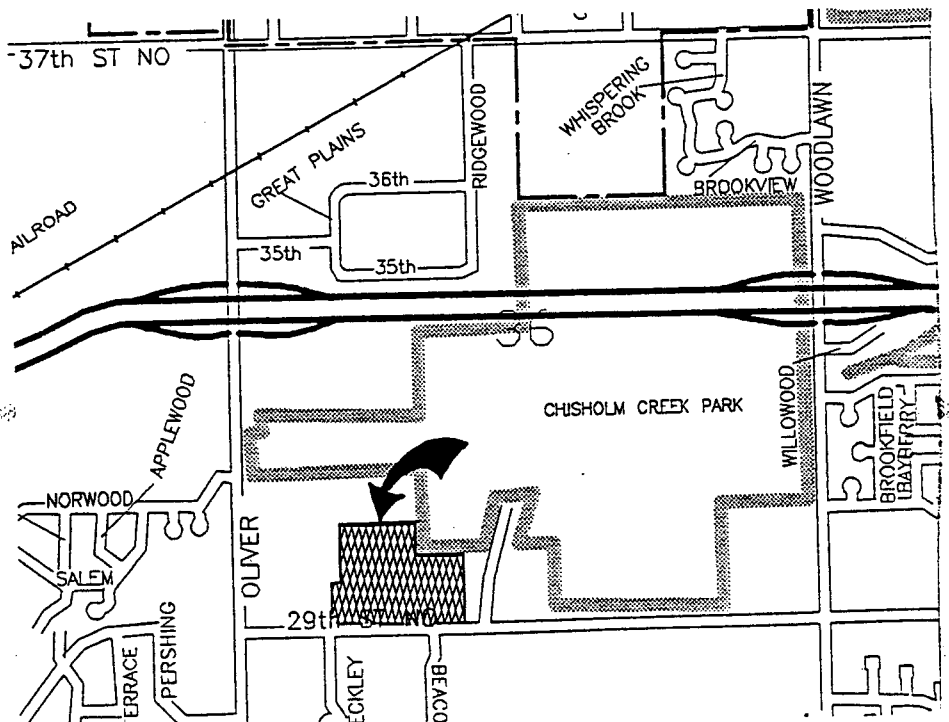 37th ST NO
WHISPERING
BROOK
RIDGEWOOD
WOODLAWN
GREAT PLAINS
36th
BROOKVIEW
AILROAD
35th
35th
CHISHOLM CREEK PARK
WILLOWOOD
BROOKFIELD
APPLEWOOD
NORWOOD
OLIVER
SALEM
29th ST NO
PERSHING
ERRACE
ECKLEY
BEACO